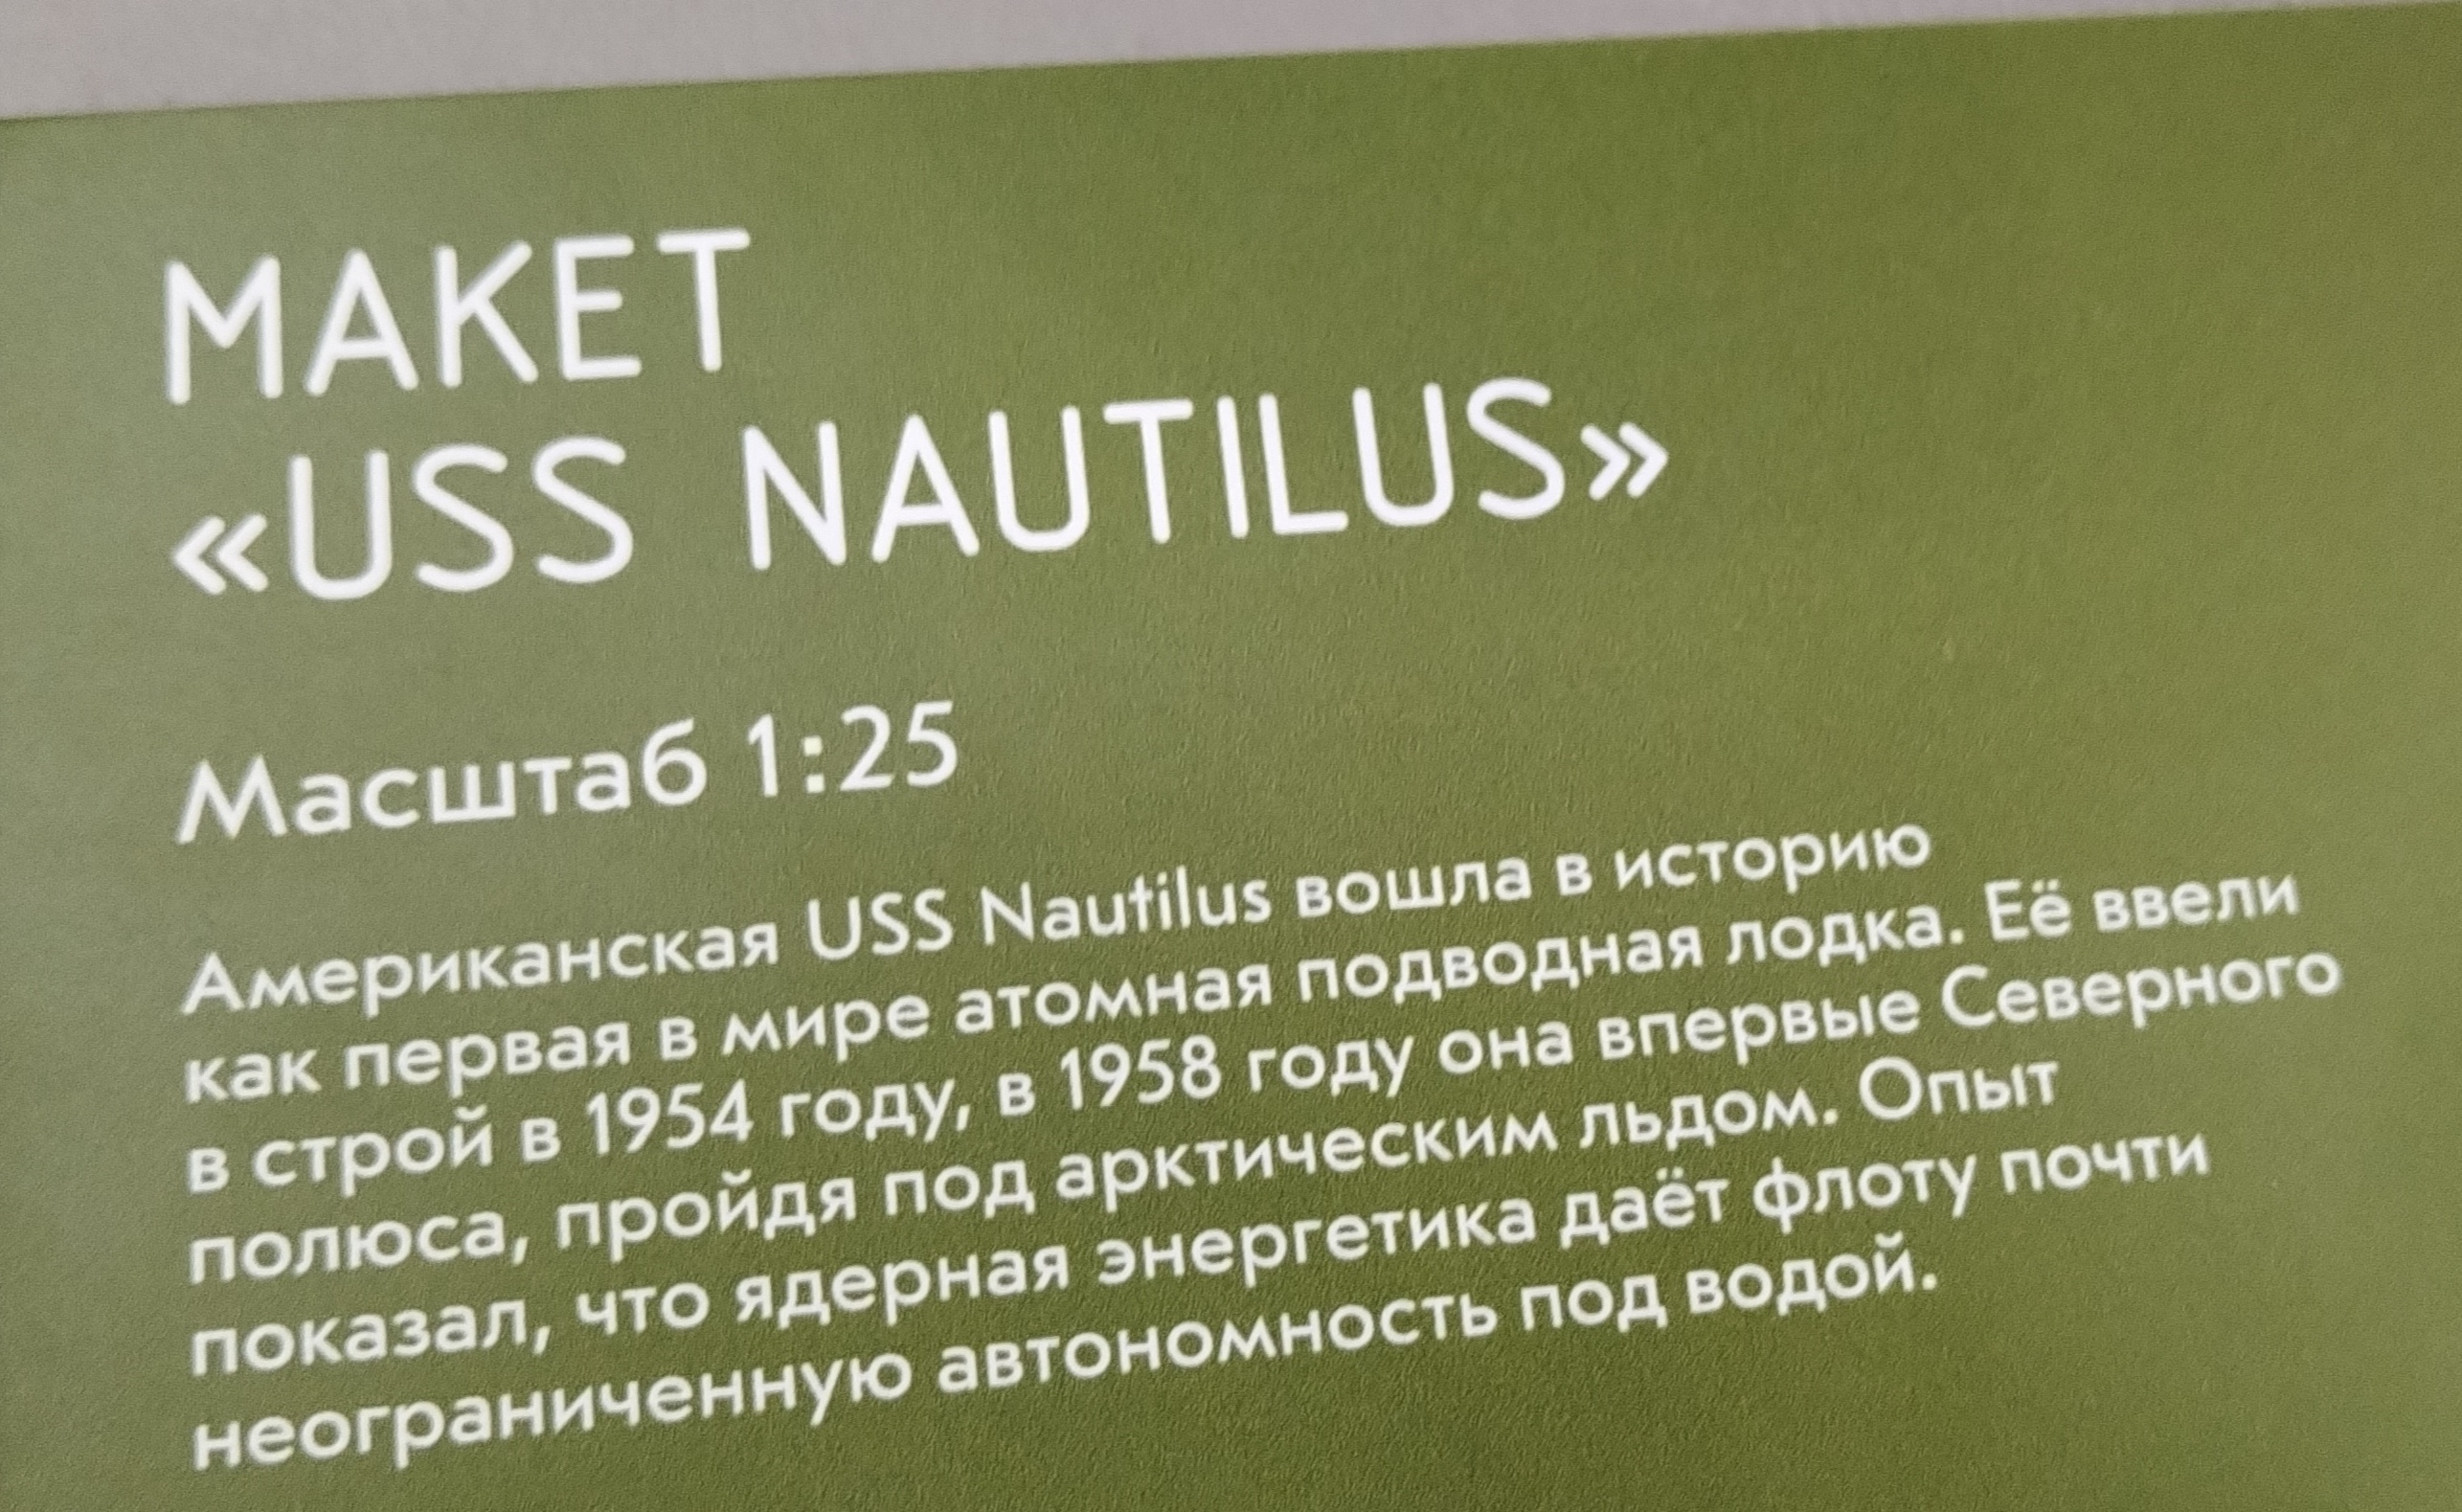 МАКЕТ
«USS NAUTILUS»
Масштаб 1:25
Американская USS Nautilus вошла в историю
как первая в мире атомная подводная лодка. Её ввели
в строй в 1954 году, в 1958 году она впервые Северного
полюса, пройдя под арктическим льдом. Опыт
показал, что ядерная энергетика даёт флоту почти
неограниченную автономность под водой.